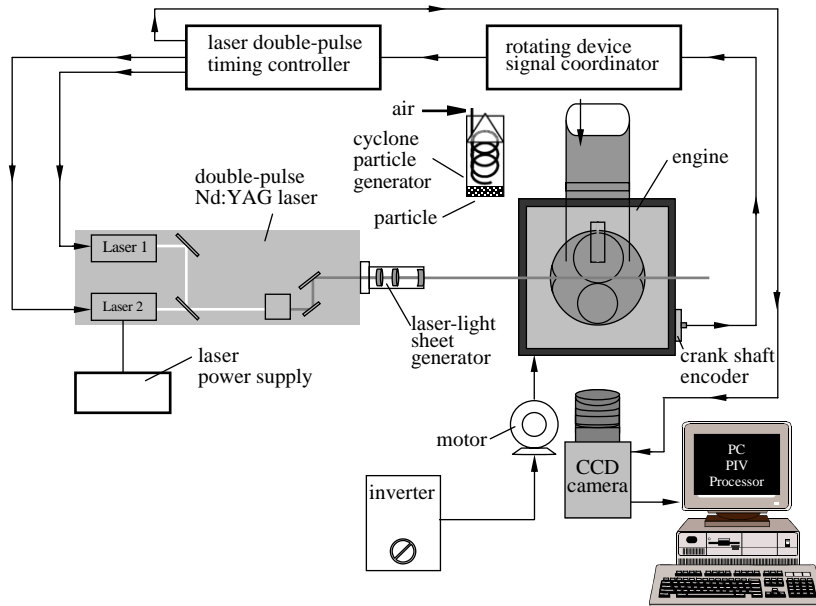 laser double-pulse
timing controller
rotating device
signal coordinator
air
cyclone
particle
generator
particle
engine
double-pulse
Nd:YAG laser
Laser 1
Laser 2
laser-light
sheet
generator
crank shaft
encoder
laser
power supply
motor
inverter
CCD
camera
PC
PIV
Processor